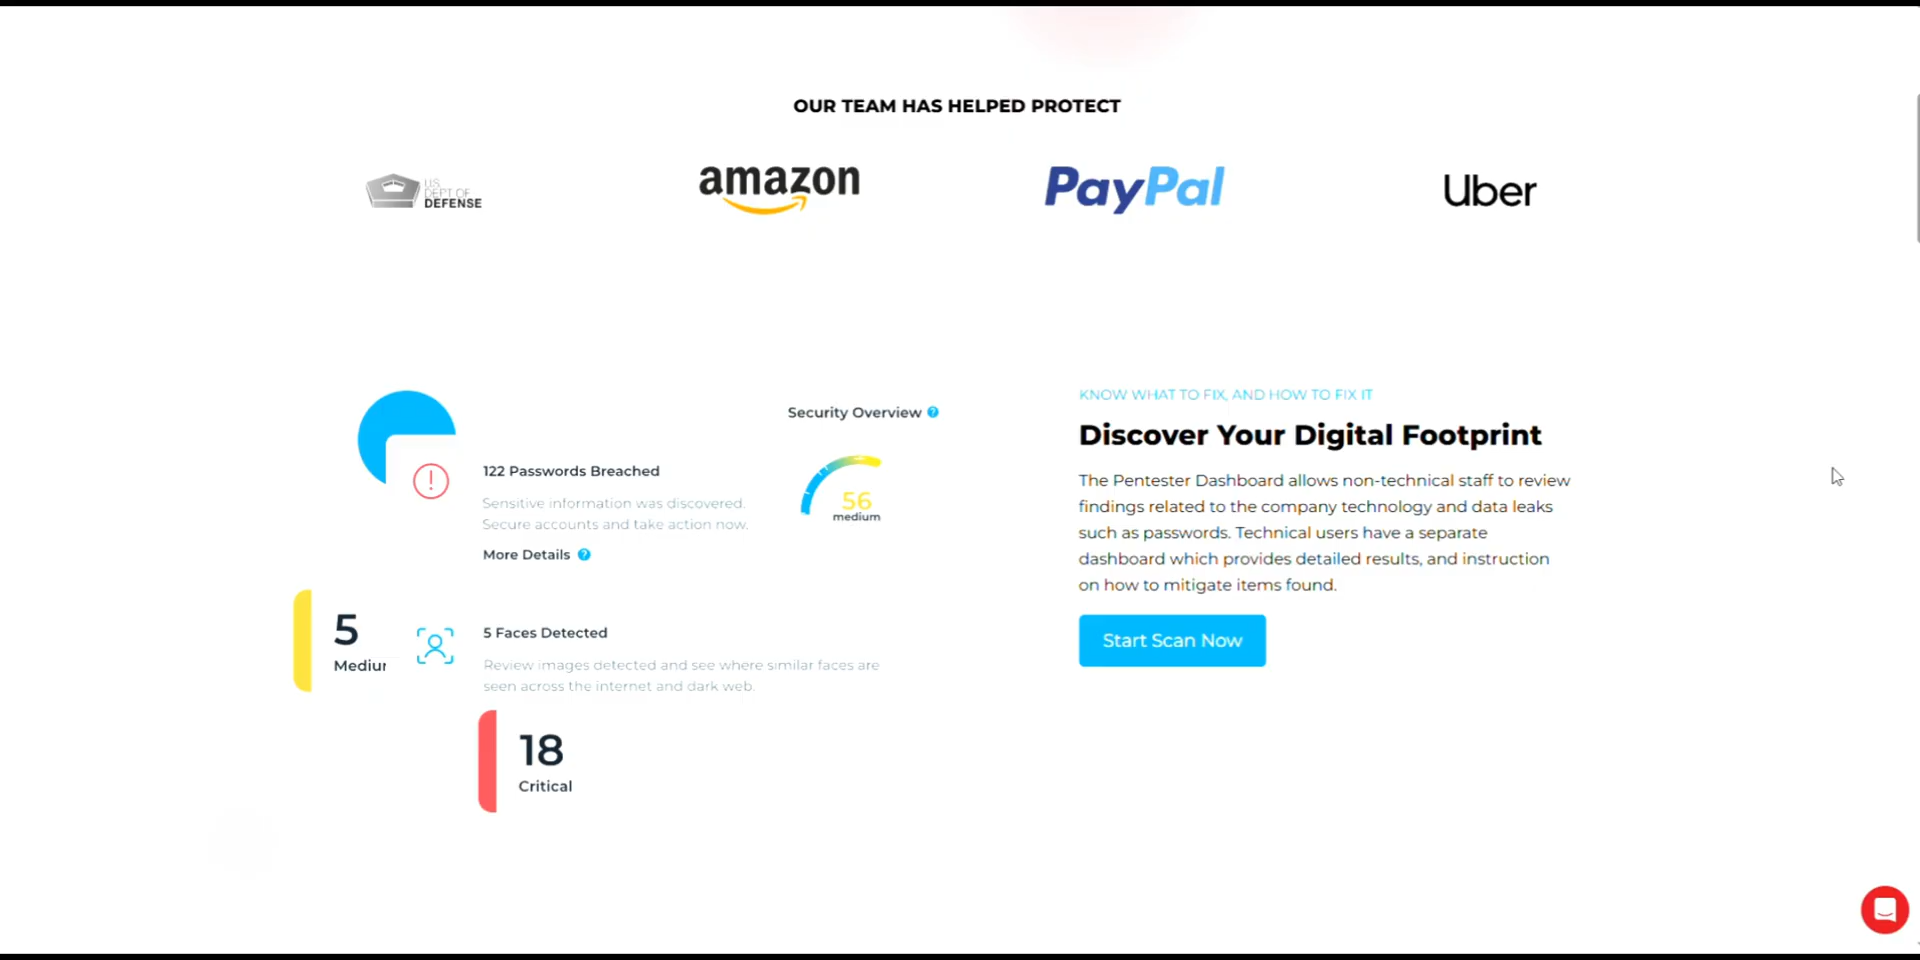 OUR TEAM HAS HELPED PROTECT
U.S.
DEPT OF
DEFENSE
amazon
PayPal
Uber
Security Overview ?
56
medium
122 Passwords Breached
Sensitive information was discovered.
Secure accounts and take action now.
More Details ?
5
Mediur
5 Faces Detected
Review images detected and see where similar faces are
seen across the internet and dark web.
18
Critical
KNOW WHAT TO FIX, AND HOW TO FIX IT
Discover Your Digital Footprint
The Pentester Dashboard allows non-technical staff to review
findings related to the company technology and data leaks
such as passwords. Technical users have a separate
dashboard which provides detailed results, and instruction
on how to mitigate items found.
Start Scan Now